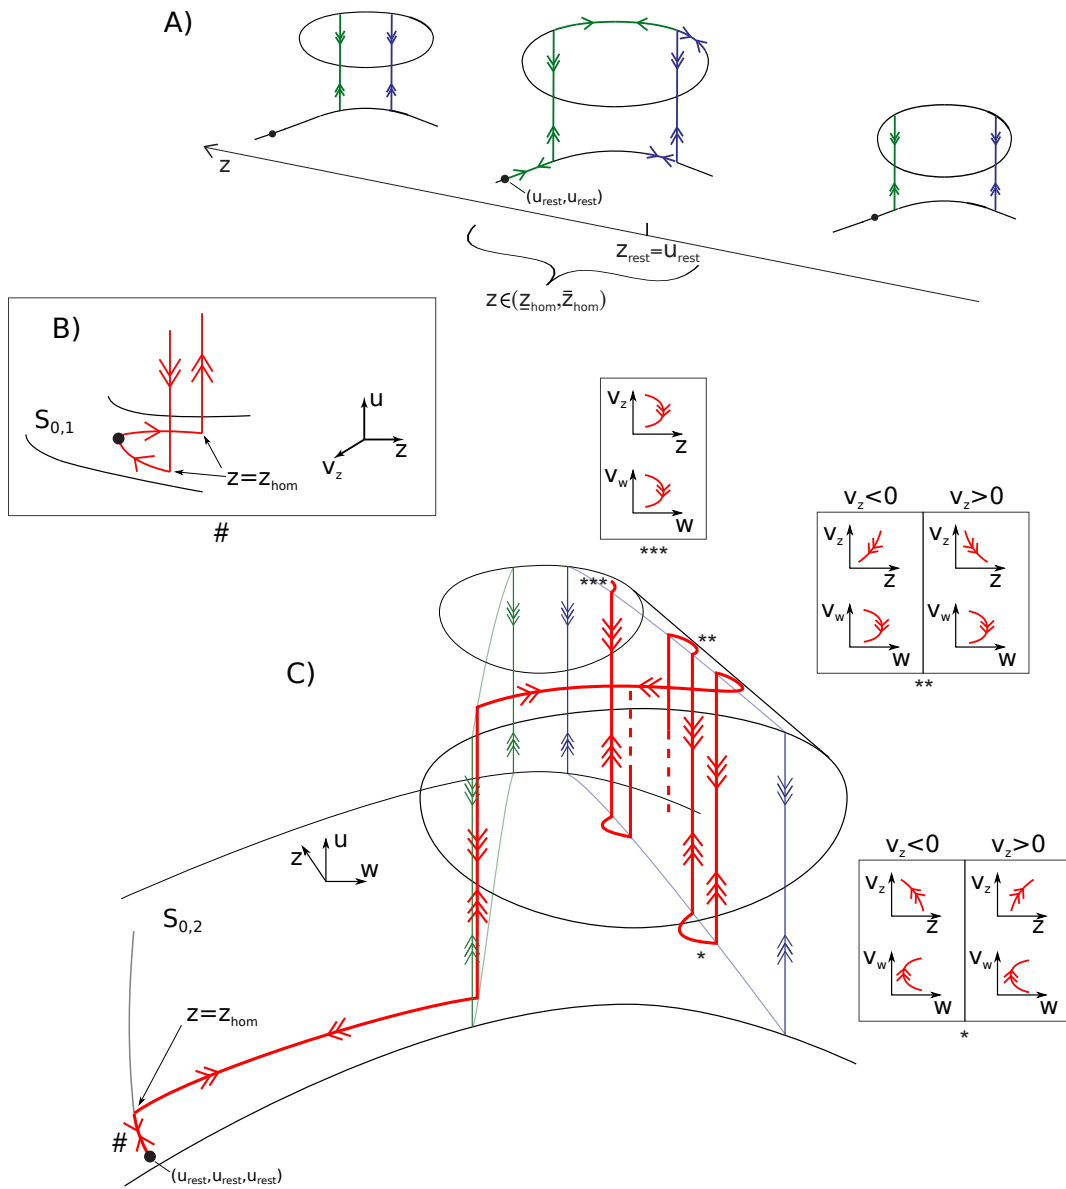 A)
z
(u_rest,u_rest)
z_rest=u_rest
z∈(z̲_hom,z̄_hom)
B)
S_0,1
u
z
v_z
z=z_hom
#
v_z
z
v_w
w
***
v_z<0 v_z>0
v_z v_z
z z
v_w v_w
w w
**
***
**
C)
z u
w
S_0,2
z=z_hom
*
#
(u_rest,u_rest,u_rest)
v_z<0 v_z>0
v_z v_z
z z
v_w v_w
w w
*